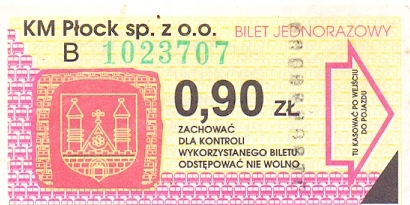 KM Płock sp. z o.o. BILET JEDNORAZOWY
B 1023707
0,90 ZŁ
ZACHOWAĆ
DLA KONTROLI
WYKORZYSTANEGO BILETU
ODSTĘPOWAĆ NIE WOLNO
TU KASOWAĆ PO WEJŚCIU
DO POJAZDU